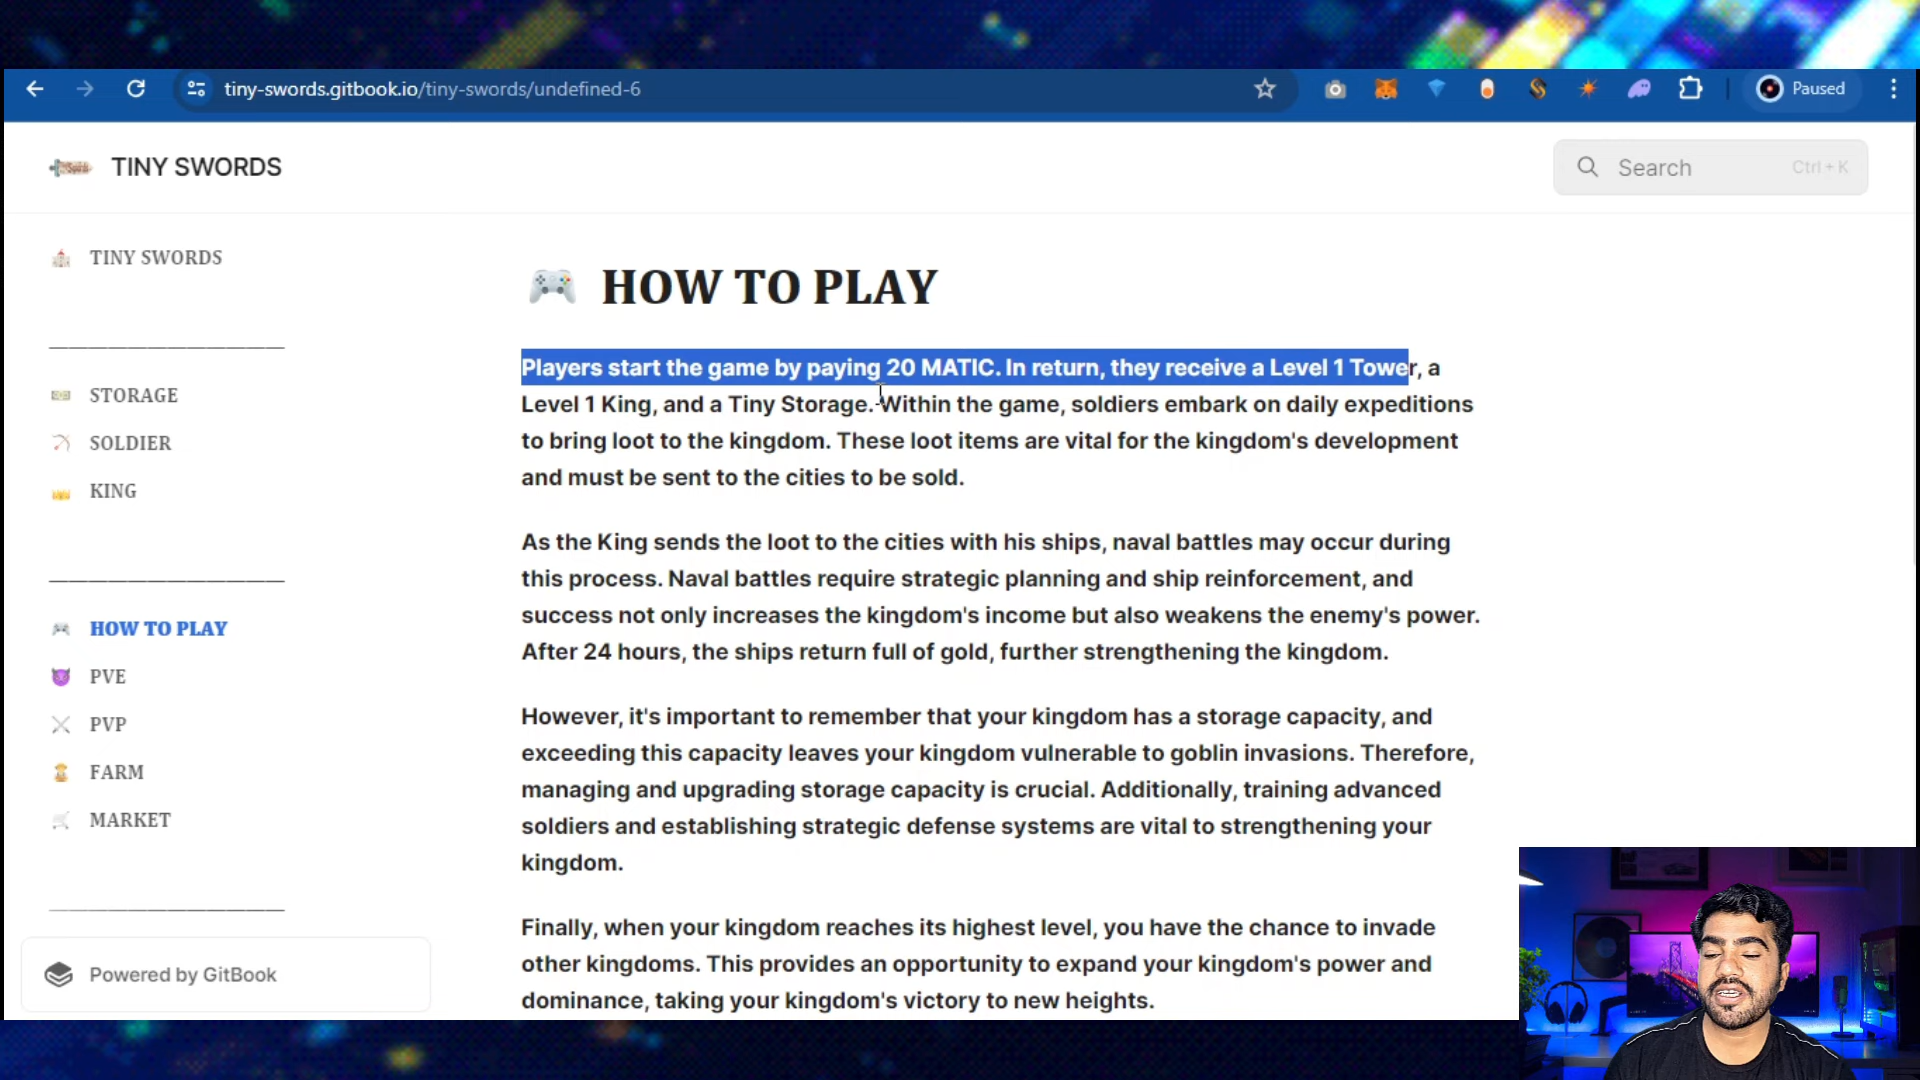 tiny-swords.gitbook.io/tiny-swords/undefined-6
Paused
TINY SWORDS
Search
Ctrl + K
TINY SWORDS
STORAGE
SOLDIER
KING
HOW TO PLAY
PVE
PVP
FARM
MARKET
Powered by GitBook
HOW TO PLAY
Players start the game by paying 20 MATIC. In return, they receive a Level 1 Tower, a
Level 1 King, and a Tiny Storage. Within the game, soldiers embark on daily expeditions
to bring loot to the kingdom. These loot items are vital for the kingdom's development
and must be sent to the cities to be sold.
As the King sends the loot to the cities with his ships, naval battles may occur during
this process. Naval battles require strategic planning and ship reinforcement, and
success not only increases the kingdom's income but also weakens the enemy's power.
After 24 hours, the ships return full of gold, further strengthening the kingdom.
However, it's important to remember that your kingdom has a storage capacity, and
exceeding this capacity leaves your kingdom vulnerable to goblin invasions. Therefore,
managing and upgrading storage capacity is crucial. Additionally, training advanced
soldiers and establishing strategic defense systems are vital to strengthening your
kingdom.
Finally, when your kingdom reaches its highest level, you have the chance to invade
other kingdoms. This provides an opportunity to expand your kingdom's power and
dominance, taking your kingdom's victory to new heights.